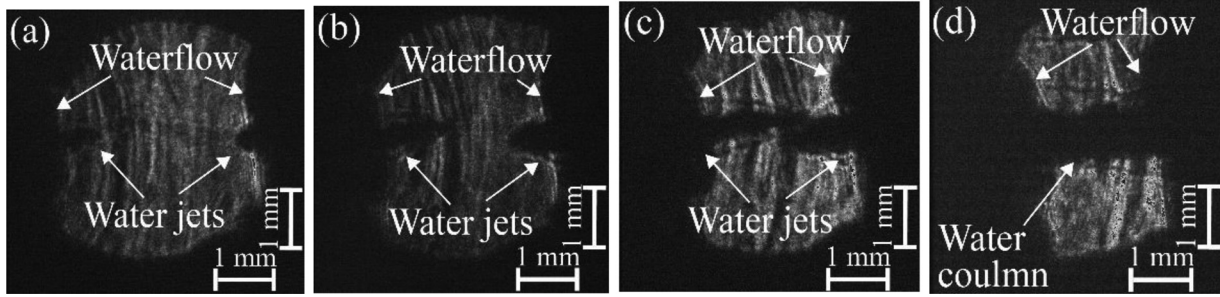 (a)
Waterflow
Water jets
1 mm
1 mm
(b)
Waterflow
Water jets
1 mm
1 mm
(c)
Waterflow
Water jets
1 mm
1 mm
(d)
Waterflow
Water
coulmn
1 mm
1 mm